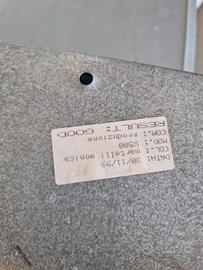 DATA: 30/11/99
COL.: martelli monica
MOD.: S500
COM.: Produzione
RESULT: GOOD